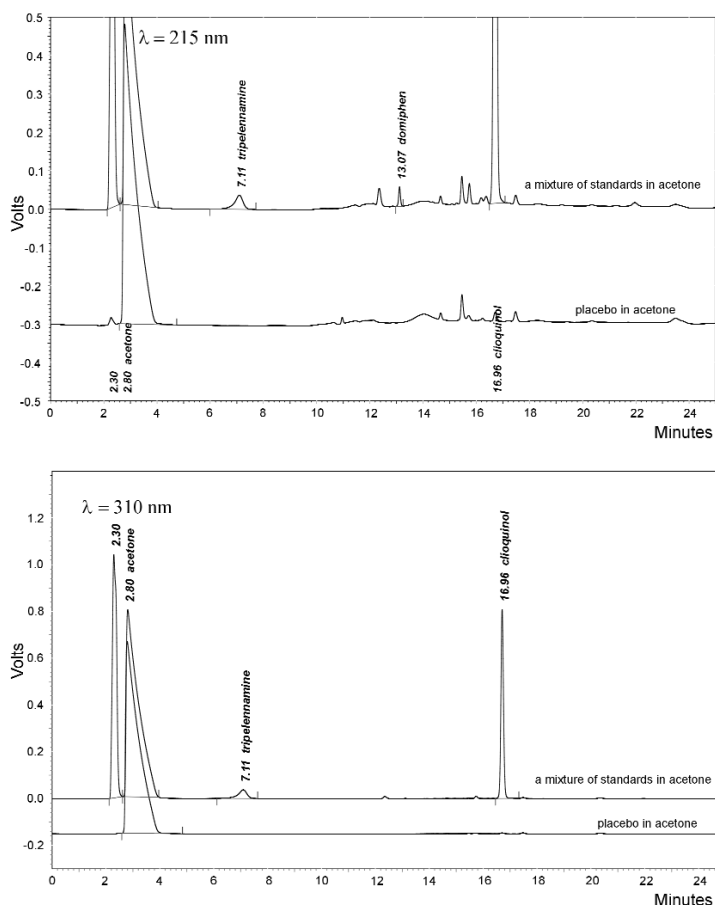 λ = 215 nm
0.5
0.4
0.3
0.2
0.1
0.0
-0.1
-0.2
-0.3
-0.4
-0.5
Volts
7.11 tripelennamine
13.07 domiphen
a mixture of standards in acetone
placebo in acetone
2.30
2.80 acetone
16.96 clioquinol
0 2 4 6 8 10 12 14 16 18 20 22 24
Minutes
λ = 310 nm
1.2
1.0
0.8
0.6
0.4
0.2
0.0
-0.2
Volts
2.30
2.80 acetone
7.11 tripelennamine
16.96 clioquinol
a mixture of standards in acetone
placebo in acetone
0 2 4 6 8 10 12 14 16 18 20 22 24
Minutes